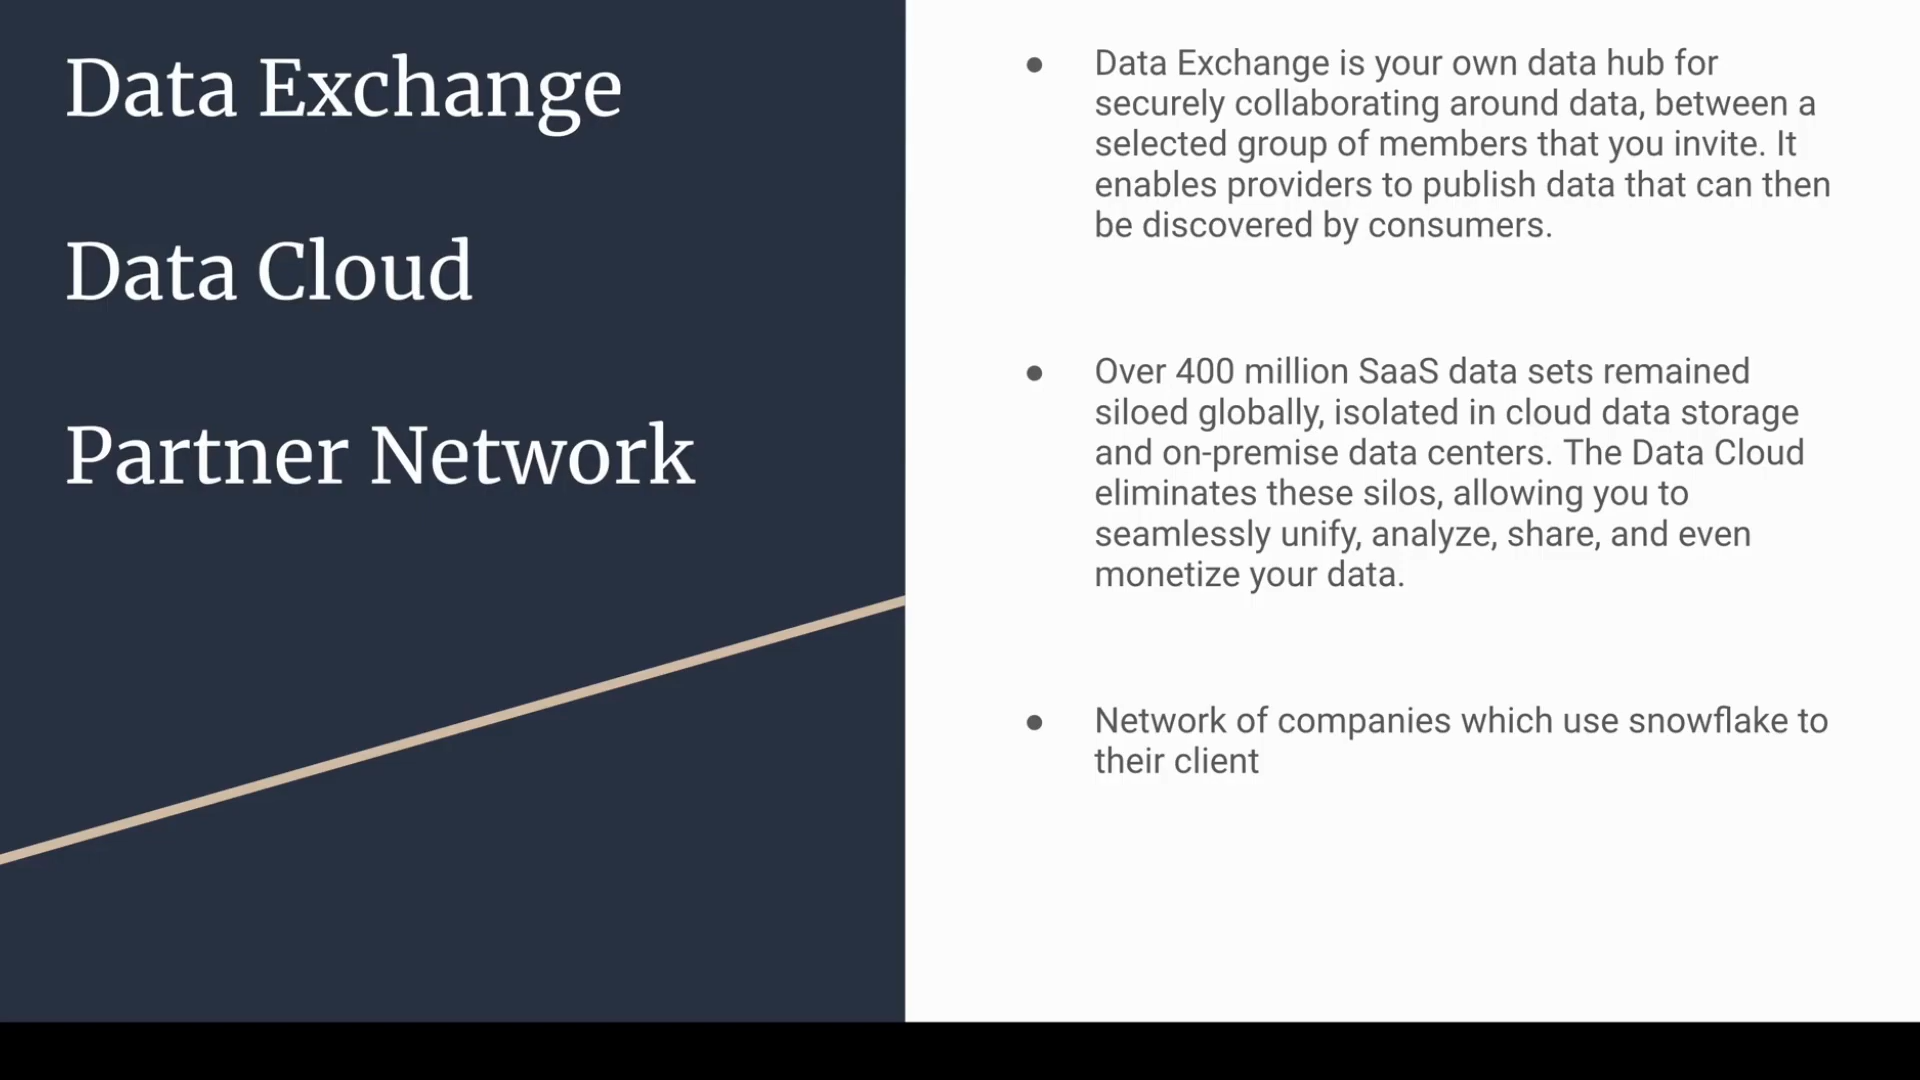 Data Exchange
Data Cloud
Partner Network
● Data Exchange is your own data hub for
securely collaborating around data, between a
selected group of members that you invite. It
enables providers to publish data that can then
be discovered by consumers.
● Over 400 million SaaS data sets remained
siloed globally, isolated in cloud data storage
and on-premise data centers. The Data Cloud
eliminates these silos, allowing you to
seamlessly unify, analyze, share, and even
monetize your data.
● Network of companies which use snowflake to
their client